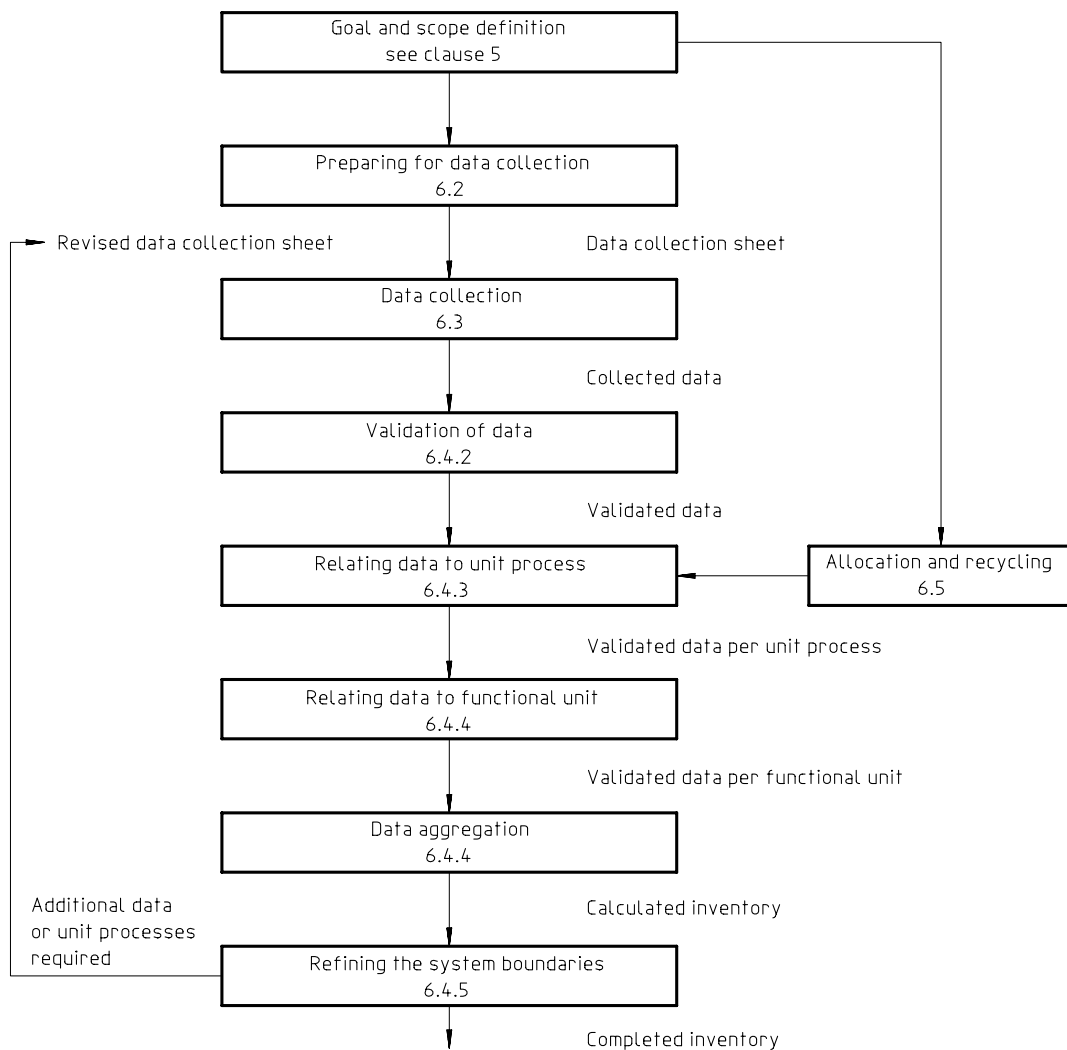 Goal and scope definition
see clause 5
Preparing for data collection
6.2
Revised data collection sheet
Data collection sheet
Data collection
6.3
Collected data
Validation of data
6.4.2
Validated data
Relating data to unit process
6.4.3
Allocation and recycling
6.5
Validated data per unit process
Relating data to functional unit
6.4.4
Validated data per functional unit
Data aggregation
6.4.4
Additional data
or unit processes
required
Calculated inventory
Refining the system boundaries
6.4.5
Completed inventory